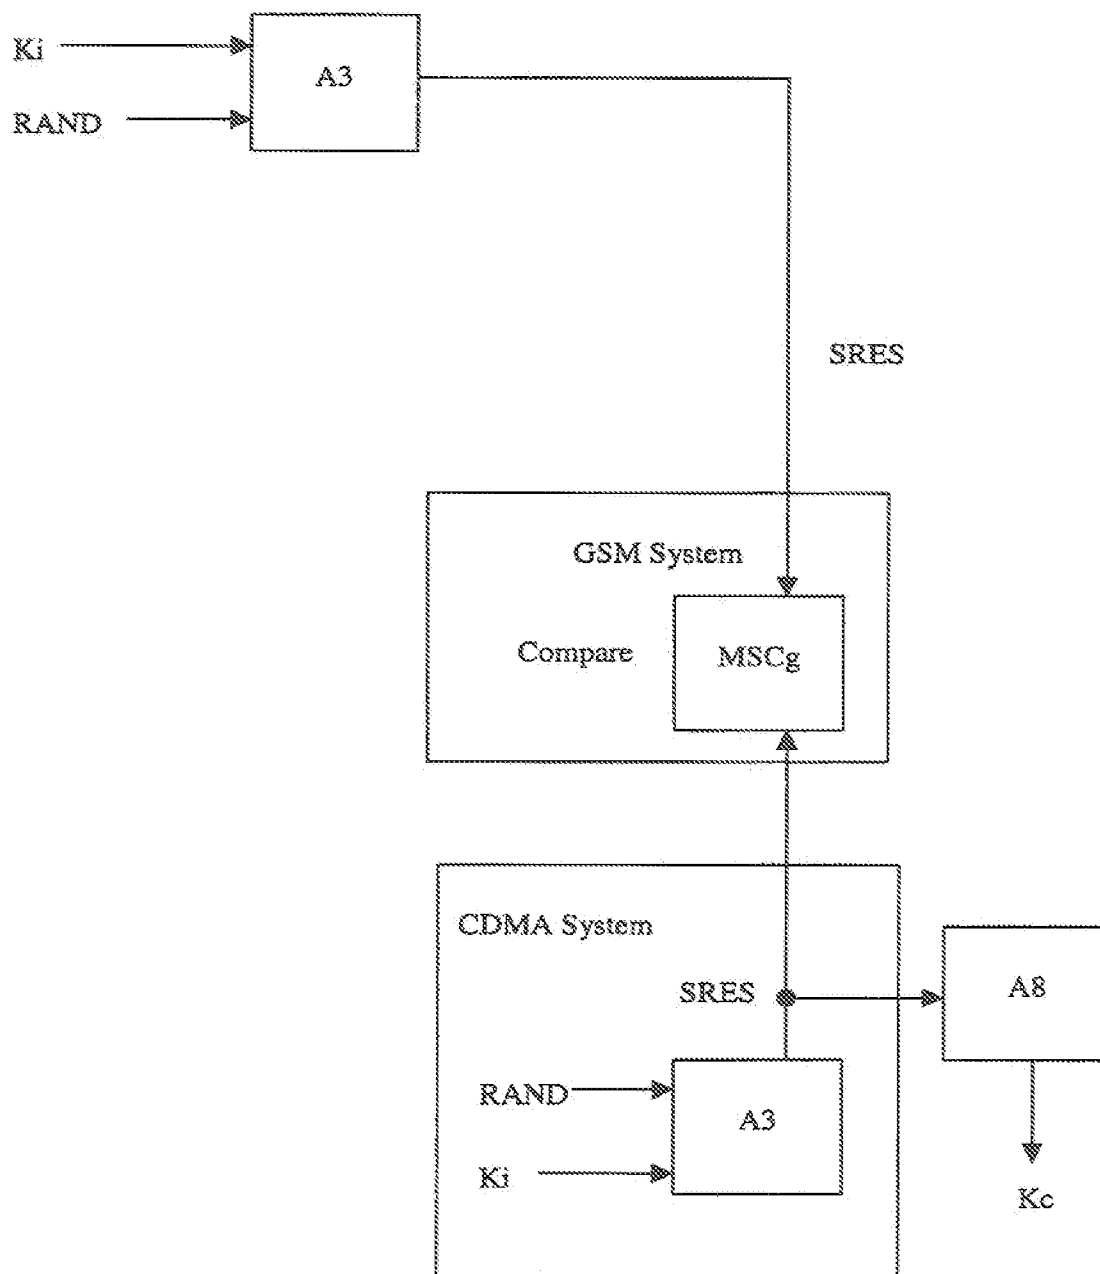 Ki
A3
RAND
SRES
GSM System
Compare
MSCg
CDMA System
SRES
A8
RAND
A3
Ki
Kc